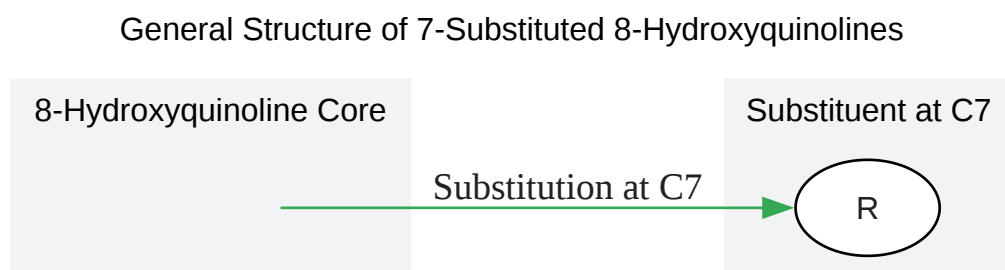 General Structure of 7-Substituted 8-Hydroxyquinolines
8-Hydroxyquinoline Core
Substituent at C7
Substitution at C7
R